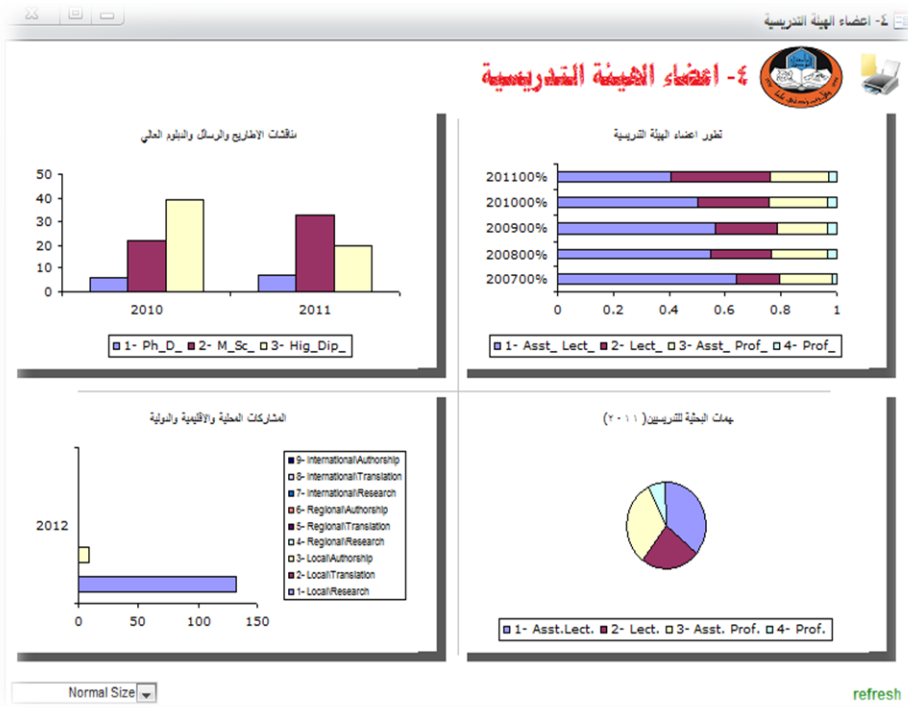 ٤- اعضاء الهيئة التدريسية
٤- اعضاء الهيئة التدريسية
مناقشات الاطاريح والرسائل والدبلوم العالي
50
40
30
20
10
0
2010
2011
1- Ph_D_ 2- M_Sc_ 3- Hig_Dip_
تطور اعضاء الهيئة التدريسية
201100%
201000%
200900%
200800%
200700%
0 0.2 0.4 0.6 0.8 1
1- Asst_ Lect_ 2- Lect_ 3- Asst_ Prof_ 4- Prof_
المشاركات المحلية والاقليمية والدولية
9- International\Authorship
8- International\Translation
7- International\Research
6- Regional\Authorship
5- Regional\Translation
4- Regional\Research
3- Local\Authorship
2- Local\Translation
1- Local\Research
2012
0 50 100 150
يهمات البحثية للتدريسين( ٢٠١١)
1- Asst.Lect. 2- Lect. 3- Asst. Prof. 4- Prof.
Normal Size
refresh